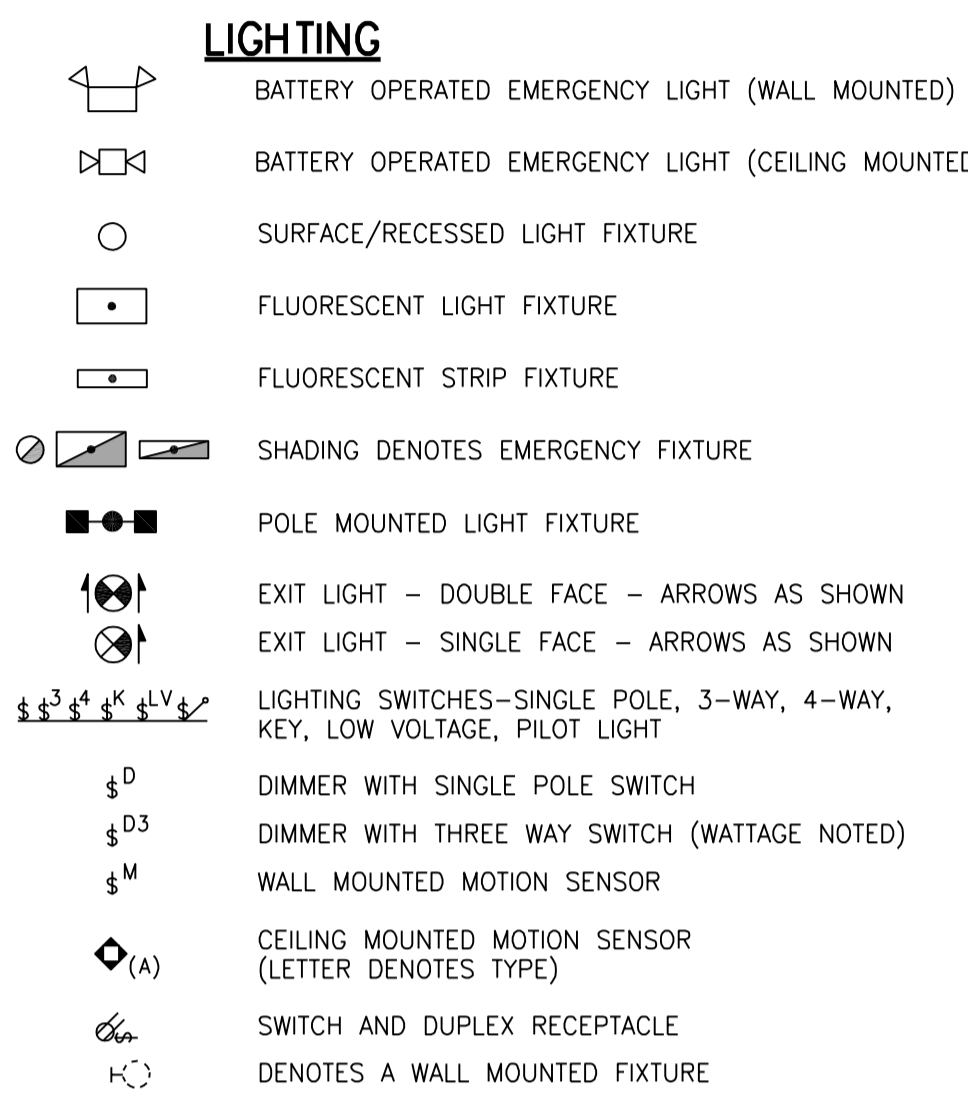 LIGHTING
BATTERY OPERATED EMERGENCY LIGHT (WALL MOUNTED)
BATTERY OPERATED EMERGENCY LIGHT (CEILING MOUNTED
SURFACE/RECESSED LIGHT FIXTURE
FLUORESCENT LIGHT FIXTURE
FLUORESCENT STRIP FIXTURE
SHADING DENOTES EMERGENCY FIXTURE
POLE MOUNTED LIGHT FIXTURE
EXIT LIGHT – DOUBLE FACE – ARROWS AS SHOWN
EXIT LIGHT – SINGLE FACE – ARROWS AS SHOWN
$ $3 $4 $K $LV $ LIGHTING SWITCHES–SINGLE POLE, 3–WAY, 4–WAY,
KEY, LOW VOLTAGE, PILOT LIGHT
$D DIMMER WITH SINGLE POLE SWITCH
$D3 DIMMER WITH THREE WAY SWITCH (WATTAGE NOTED)
$M WALL MOUNTED MOTION SENSOR
CEILING MOUNTED MOTION SENSOR
(A) (LETTER DENOTES TYPE)
SWITCH AND DUPLEX RECEPTACLE
DENOTES A WALL MOUNTED FIXTURE